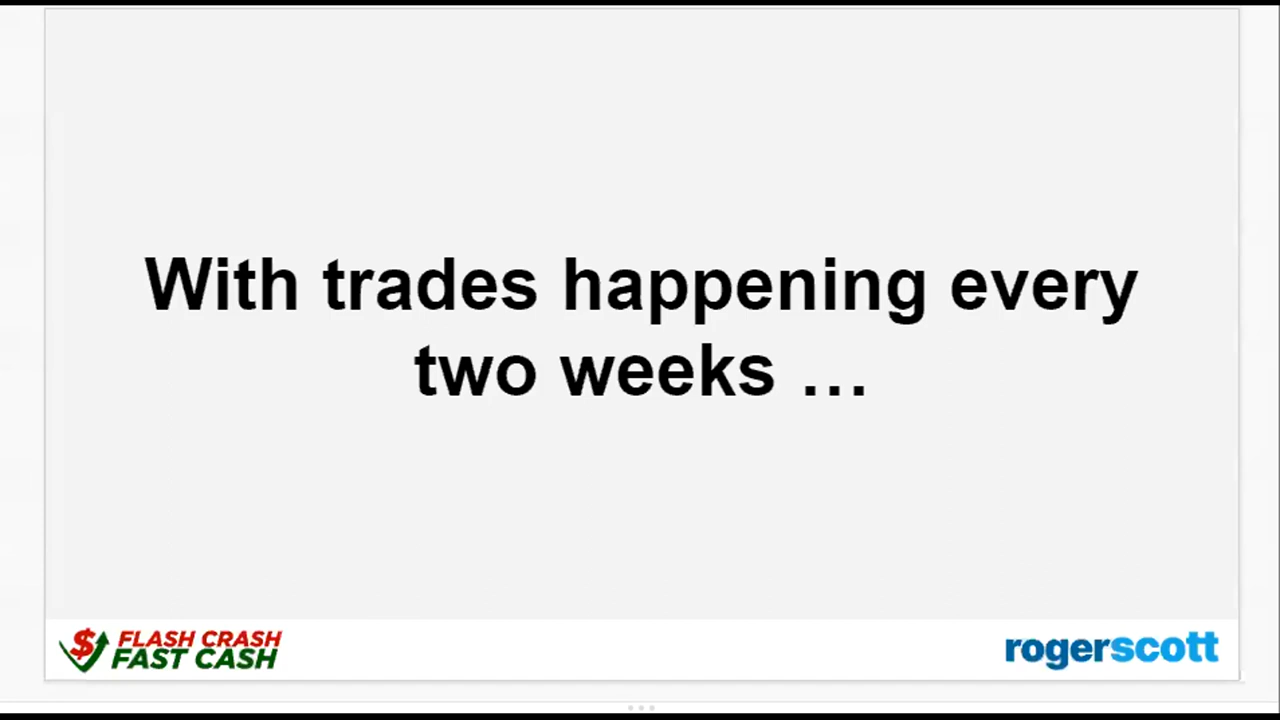 With trades happening every
two weeks …
FLASH CRASH
FAST CASH
rogerscott